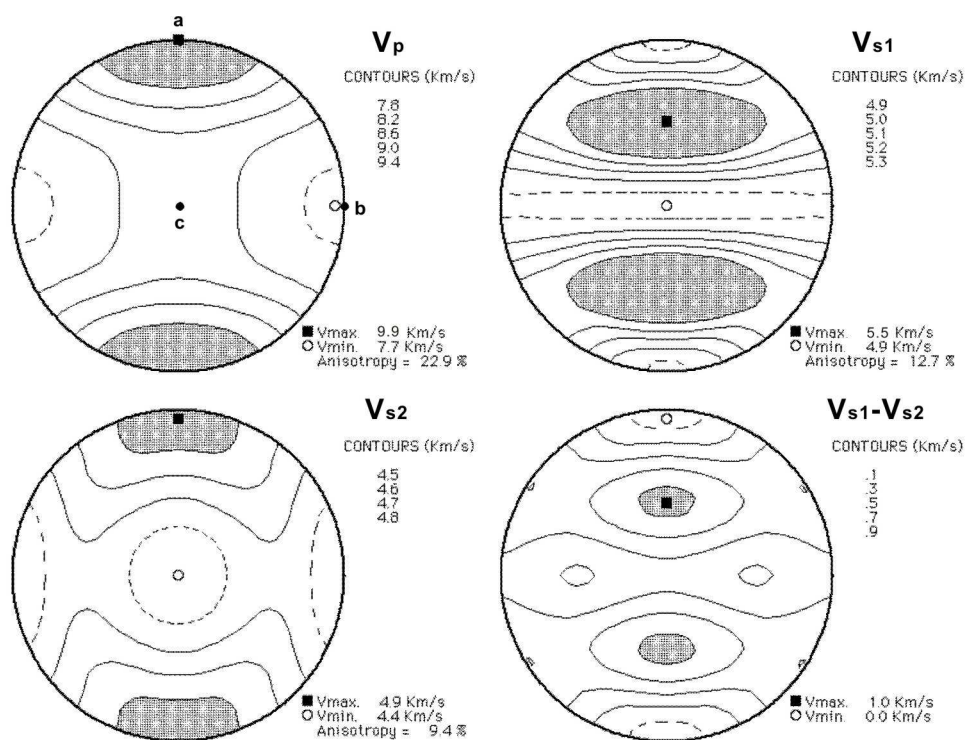 a
Vp
CONTOURS (Km/s)
7.8
8.2
8.6
9.0
9.4
b
c
Vmax. 9.9 Km/s
Vmin. 7.7 Km/s
Anisotropy = 22.9 %
Vs1
CONTOURS (Km/s)
4.9
5.0
5.1
5.2
5.3
Vmax. 5.5 Km/s
Vmin. 4.9 Km/s
Anisotropy = 12.7 %
Vs2
CONTOURS (Km/s)
4.5
4.6
4.7
4.8
Vmax. 4.9 Km/s
Vmin. 4.4 Km/s
Anisotropy = 9.4 %
Vs1-Vs2
CONTOURS (Km/s)
.1
.3
.5
.7
.9
Vmax. 1.0 Km/s
Vmin 0.0 Km/s